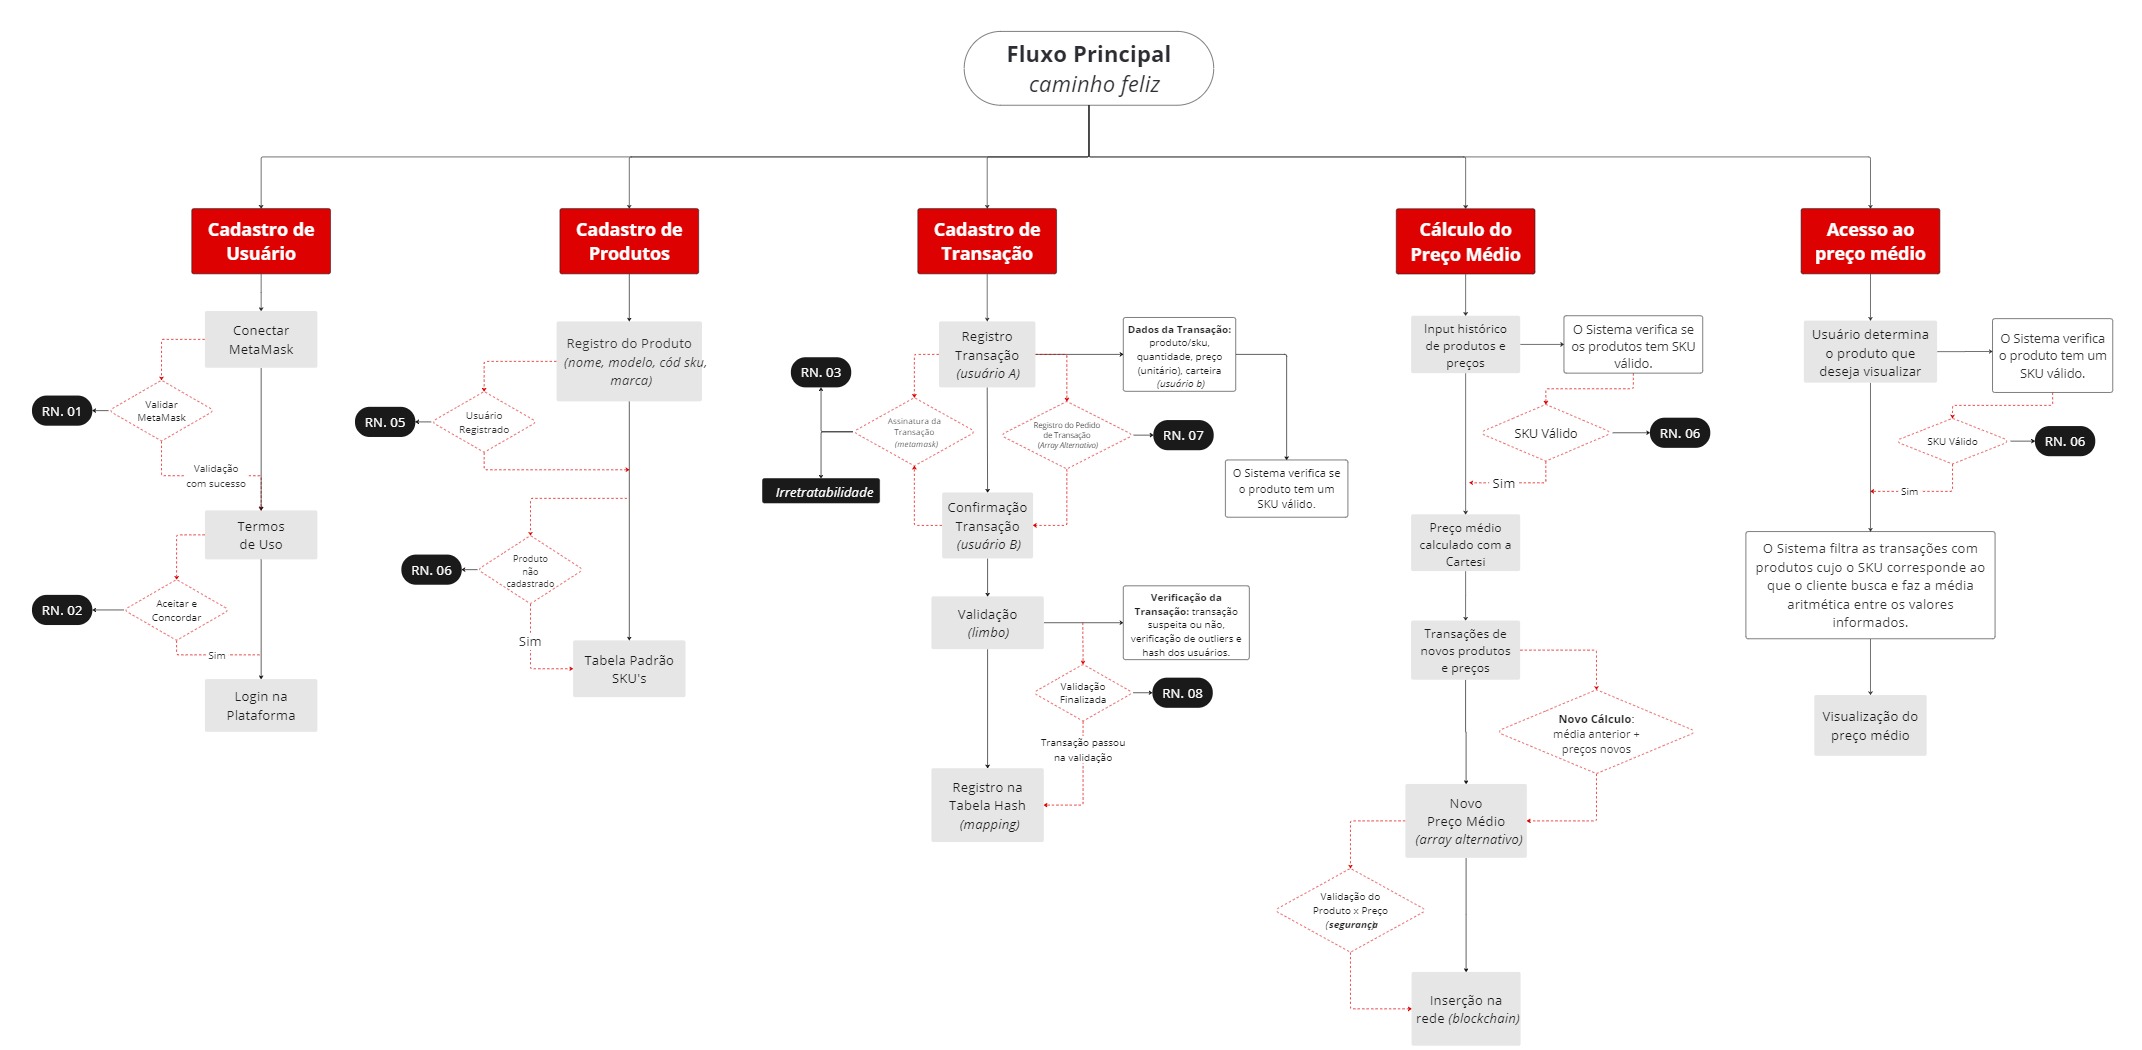 Fluxo Principal
caminho feliz
Cadastro de
Usuário
Conectar
MetaMask
Validar
MetaMask
RN. 01
Validação
com sucesso
Termos
de Uso
Aceitar e
Concordar
RN. 02
Sim
Login na
Plataforma
Cadastro de
Produtos
Registro do Produto
(nome, modelo, cód sku,
marca)
Usuário
Registrado
RN. 05
Produto
não
cadastrado
RN. 06
Sim
Tabela Padrão
SKU's
Cadastro de
Transação
Registro
Transação
(usuário A)
Dados da Transação:
produto/sku,
quantidade, preço
(unitário), carteira
(usuário b)
RN. 03
Assinatura da
Transação
(metamask)
Registro do Pedido
de Transação
(Array Alternativo)
RN. 07
Irretratabilidade
O Sistema verifica se
o produto tem um
SKU válido.
Confirmação
Transação
(usuário B)
Validação
(limbo)
Verificação da
Transação: transação
suspeita ou não,
verificação de outliers e
hash dos usuários.
Validação
Finalizada
RN. 08
Transação passou
na validação
Registro na
Tabela Hash
(mapping)
Cálculo do
Preço Médio
Input histórico
de produtos e
preços
O Sistema verifica se
os produtos tem SKU
válido.
SKU Válido
RN. 06
Sim
Preço médio
calculado com a
Cartesi
Transações de
novos produtos
e preços
Novo Cálculo:
média anterior +
preços novos
Novo
Preço Médio
(array alternativo)
Validação do
Produto x Preço
(segurança)
Inserção na
rede (blockchain)
Acesso ao
preço médio
Usuário determina
o produto que
deseja visualizar
O Sistema verifica
o produto tem um
SKU válido.
SKU Válido
RN. 06
Sim
O Sistema filtra as transações com
produtos cujo o SKU corresponde ao
que o cliente busca e faz a média
aritmética entre os valores
informados.
Visualização do
preço médio